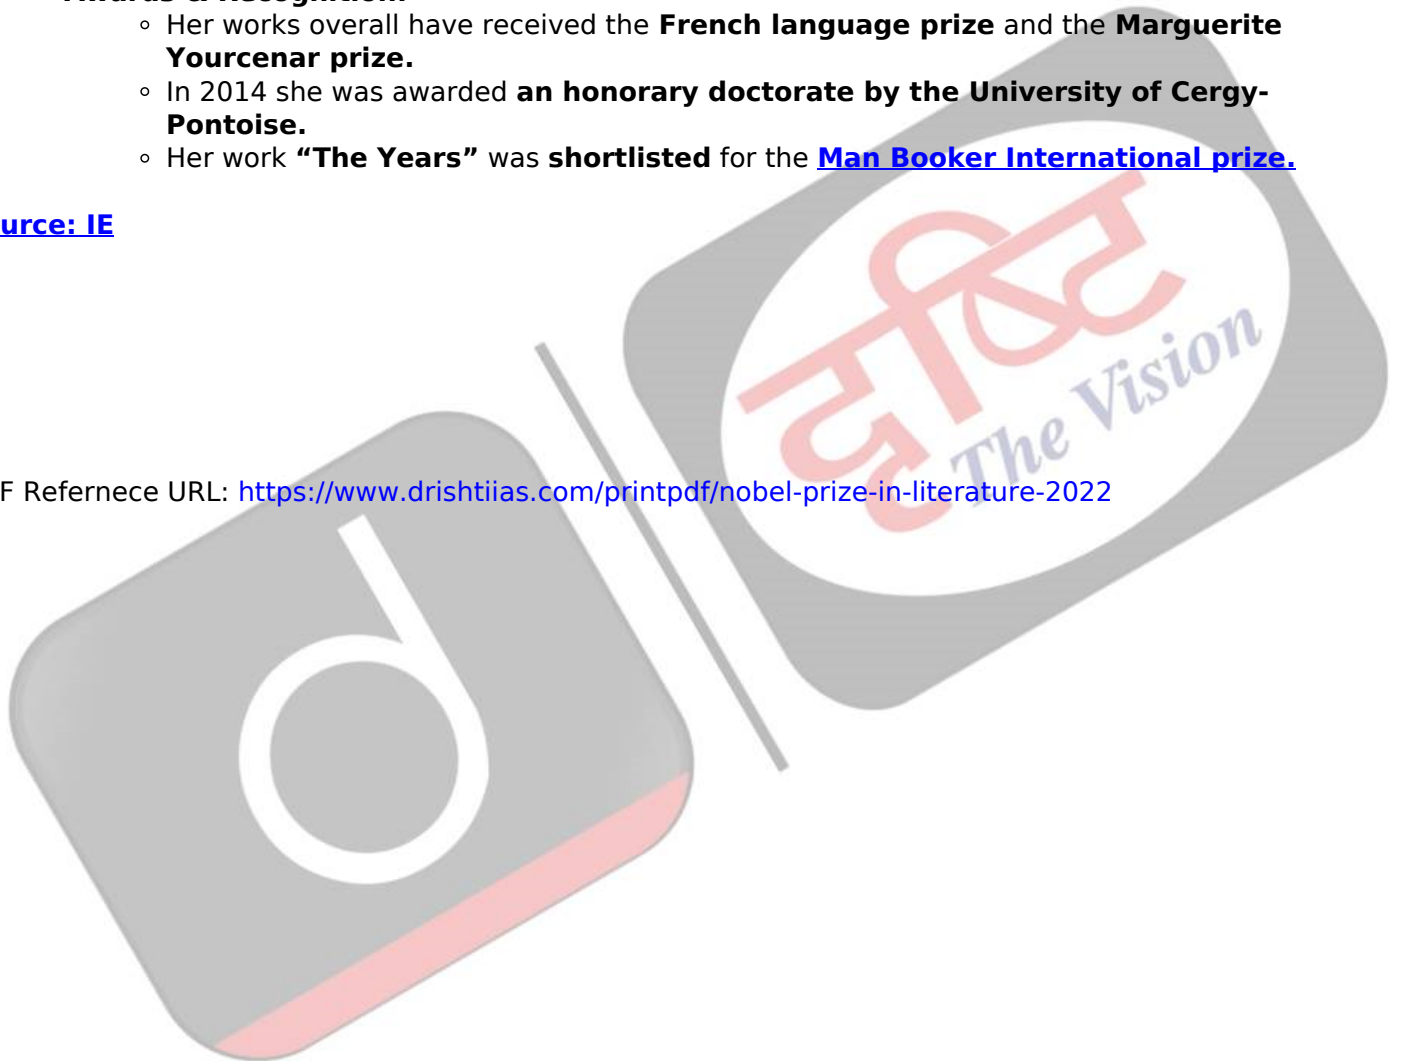 Awards & Recognition:
◦ Her works overall have received the French language prize and the Marguerite
Yourcenar prize.
◦ In 2014 she was awarded an honorary doctorate by the University of Cergy-
Pontoise.
◦ Her work “The Years” was shortlisted for the Man Booker International prize.
urce: IE
दृष्टि
The Vision
F Refernece URL: https://www.drishtiias.com/printpdf/nobel-prize-in-literature-2022
d